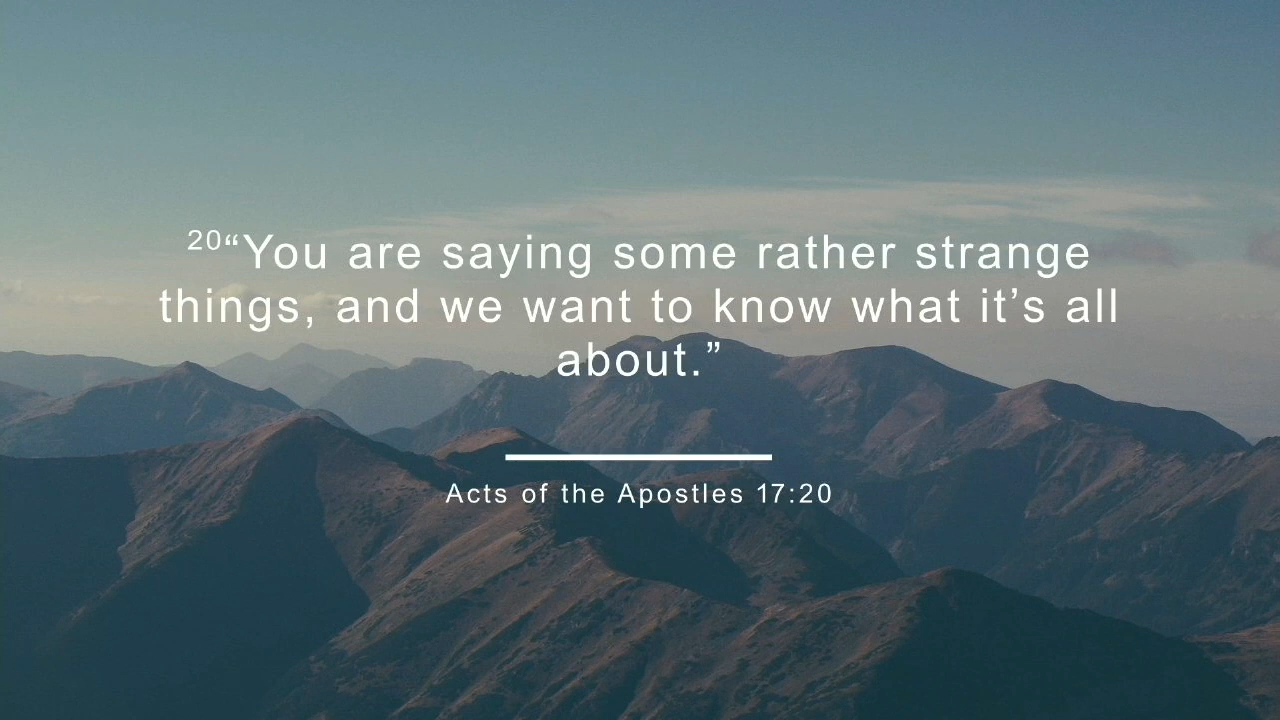 20“You are saying some rather strange
things, and we want to know what it’s all
about.”
Acts of the Apostles 17:20